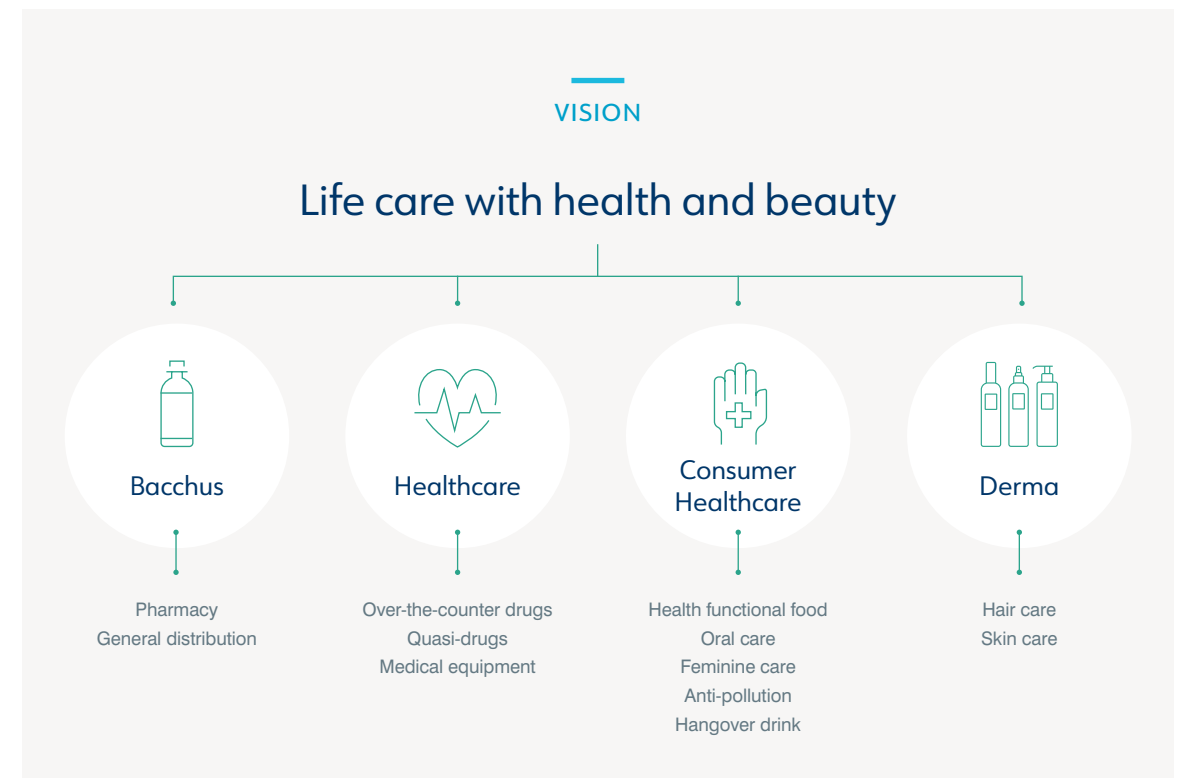 VISION
Life care with health and beauty
Bacchus
Healthcare
Consumer
Healthcare
Derma
Pharmacy
General distribution
Over-the-counter drugs
Quasi-drugs
Medical equipment
Health functional food
Oral care
Feminine care
Anti-pollution
Hangover drink
Hair care
Skin care